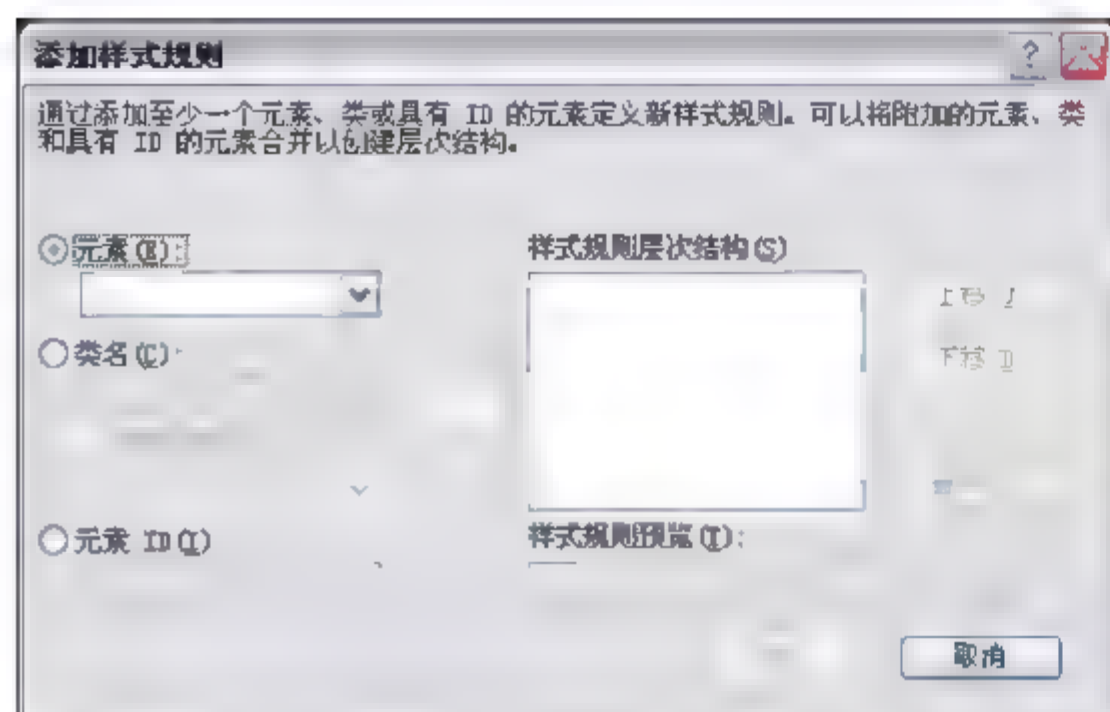 添加样式规则
?
通过添加至少一个元素、类或具有 ID 的元素定义新样式规则。可以将附加的元素、类
和具有 ID 的元素合并以创建层次结构。
元素(E):
样式规则层次结构(S)
上移
下移 D
类名(C)
元素 ID(I)
样式规则预览(T):
取消